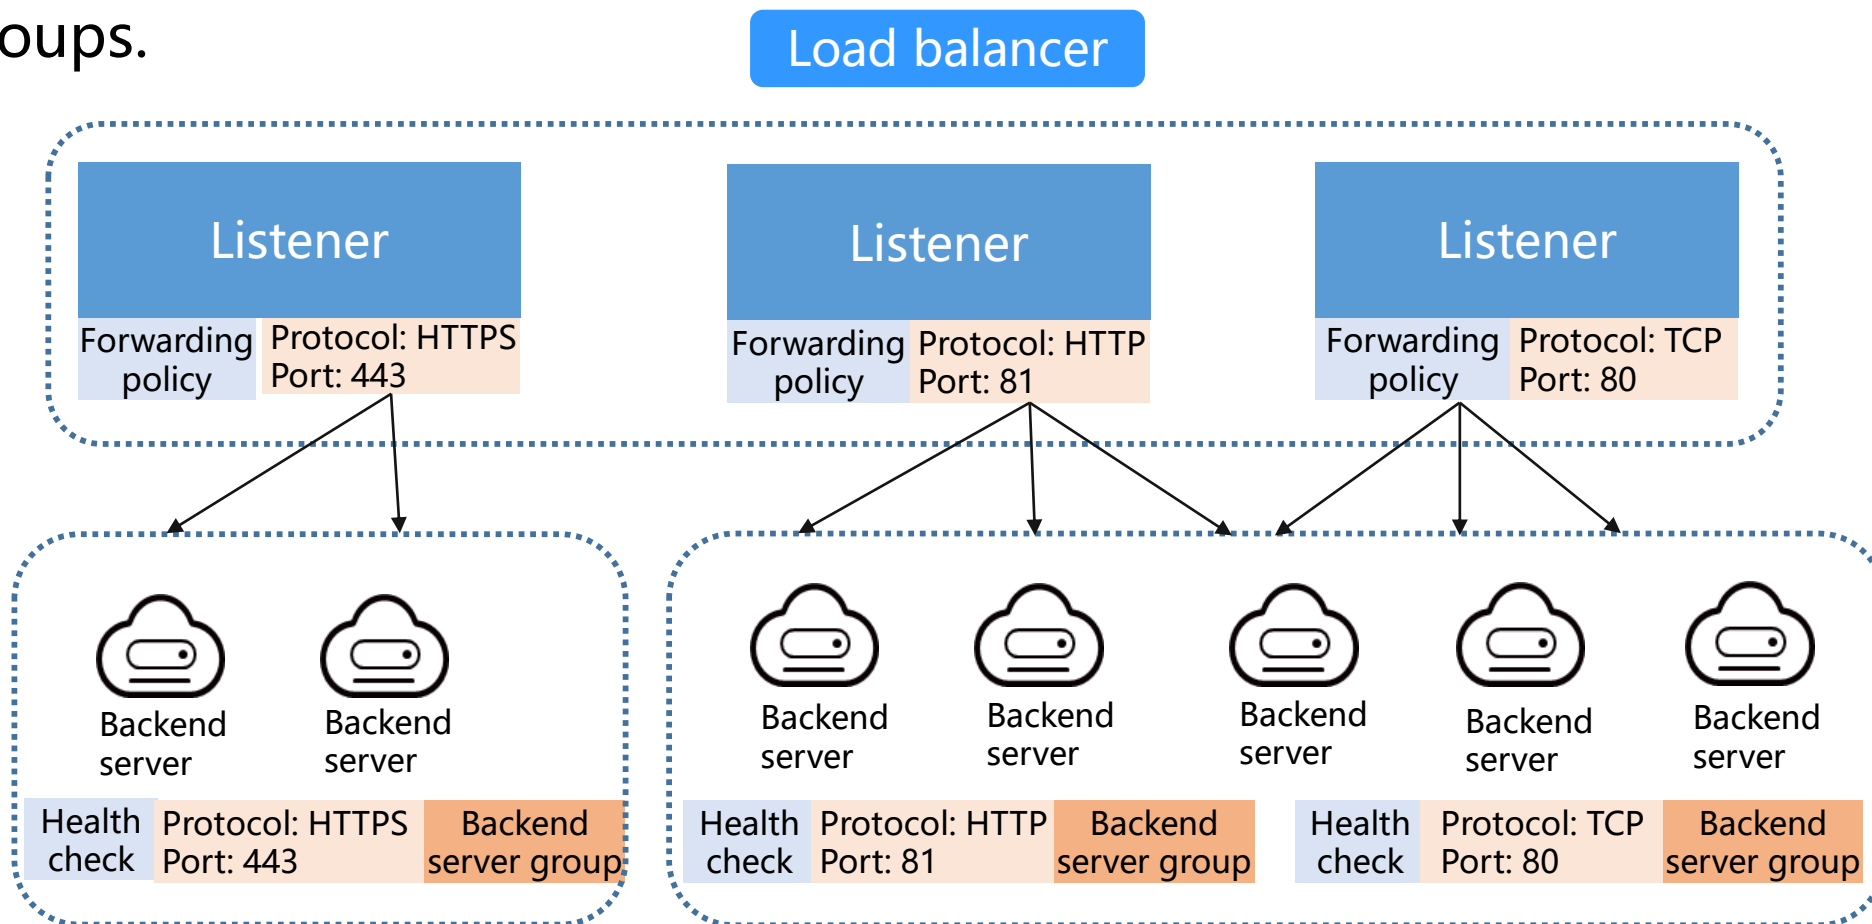 oups.
Load balancer
Listener
Listener
Listener
Forwarding
policy
Protocol: HTTPS
Port: 443
Forwarding
policy
Protocol: HTTP
Port: 81
Forwarding
policy
Protocol: TCP
Port: 80
Backend
server
Backend
server
Backend
server
Backend
server
Backend
server
Backend
server
Backend
server
Health
check
Protocol: HTTPS
Port: 443
Backend
server group
Health
check
Protocol: HTTP
Port: 81
Backend
server group
Health
check
Protocol: TCP
Port: 80
Backend
server group